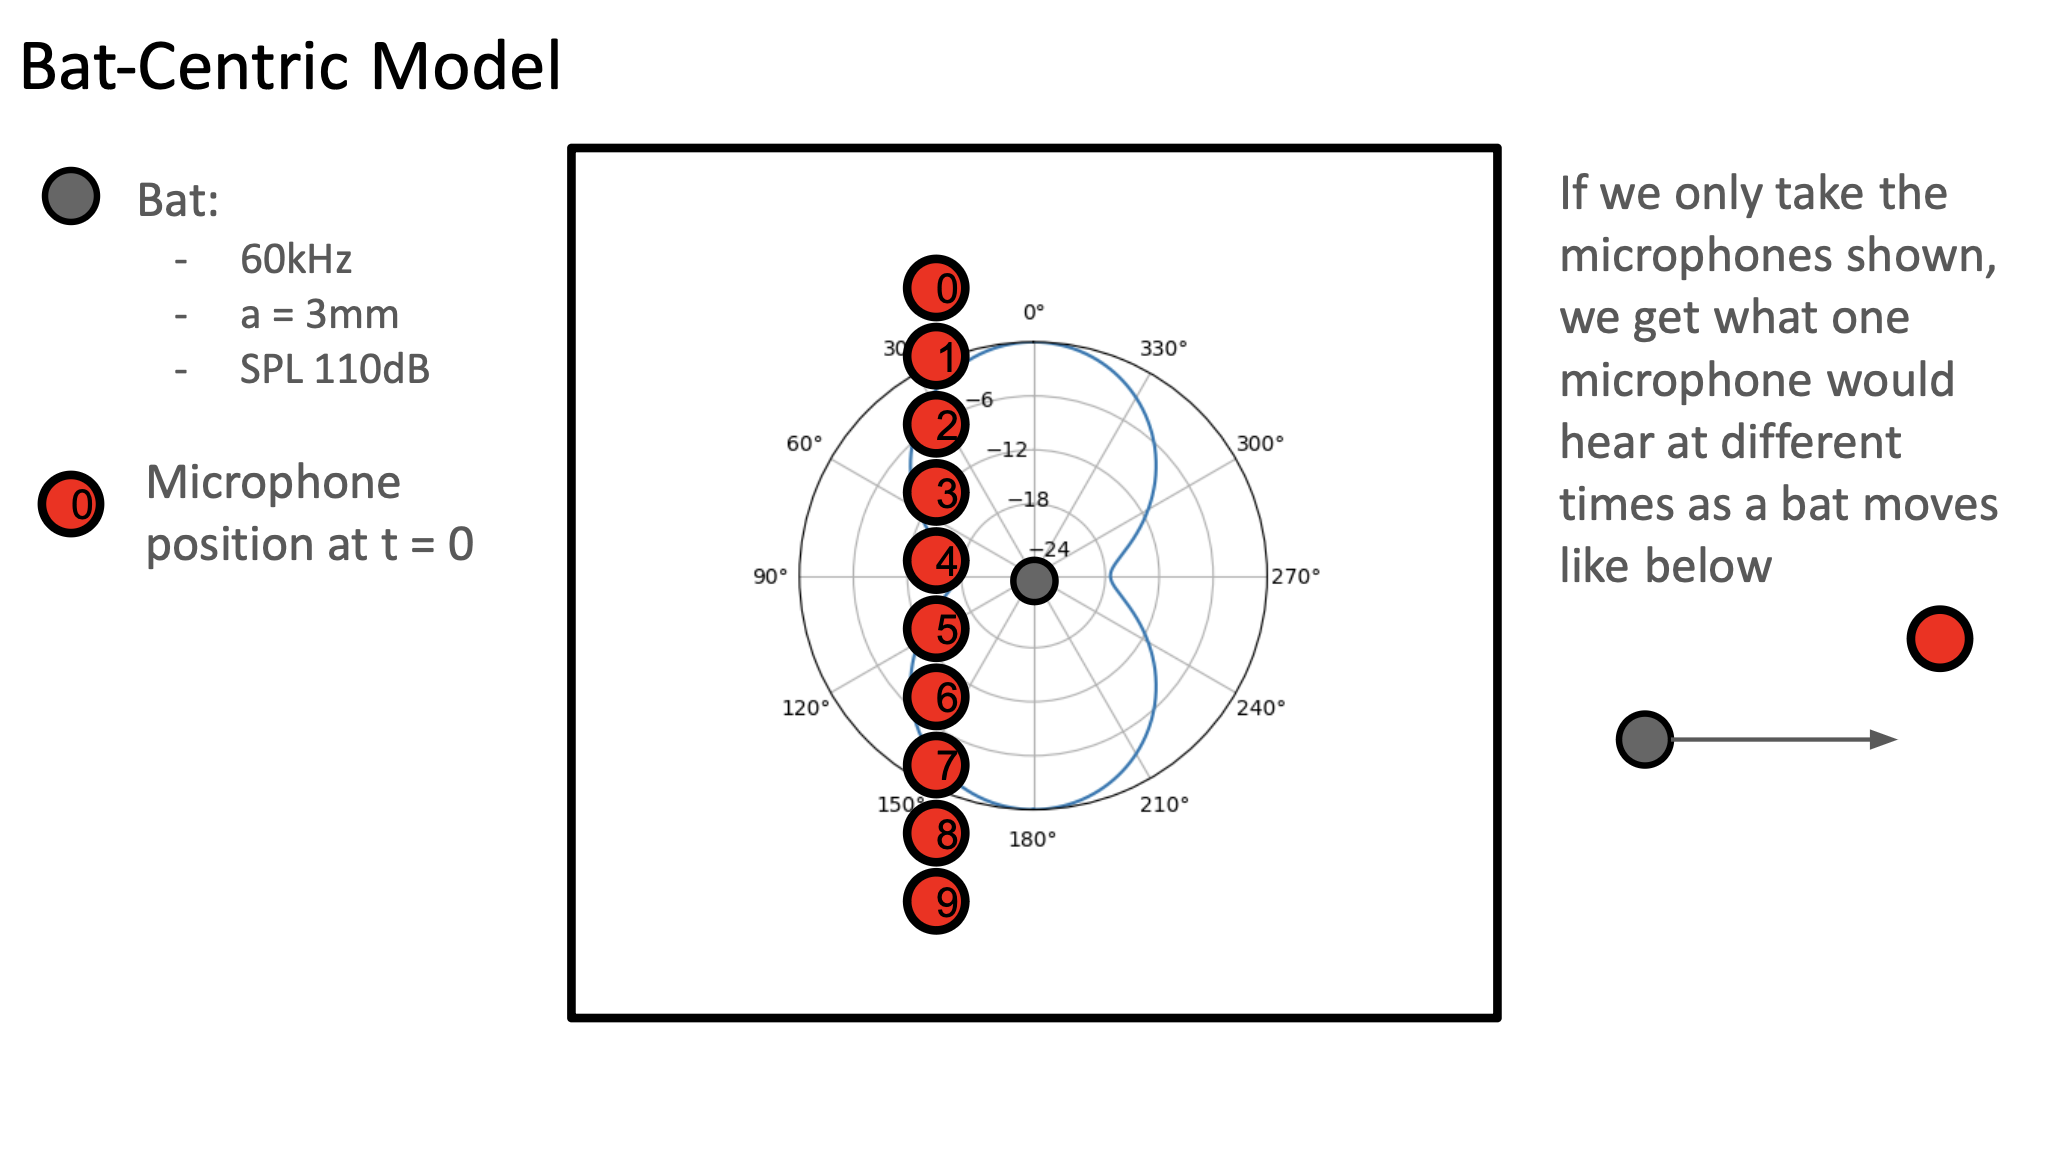 Bat-Centric Model
Bat:
- 60kHz
- a = 3mm
- SPL 110dB
0
Microphone
position at t = 0
0
1
2
3
4
5
6
7
8
9
0°
30
330°
−6
60°
−12
300°
−18
−24
90°
270°
120°
240°
150°
210°
180°
If we only take the
microphones shown,
we get what one
microphone would
hear at different
times as a bat moves
like below